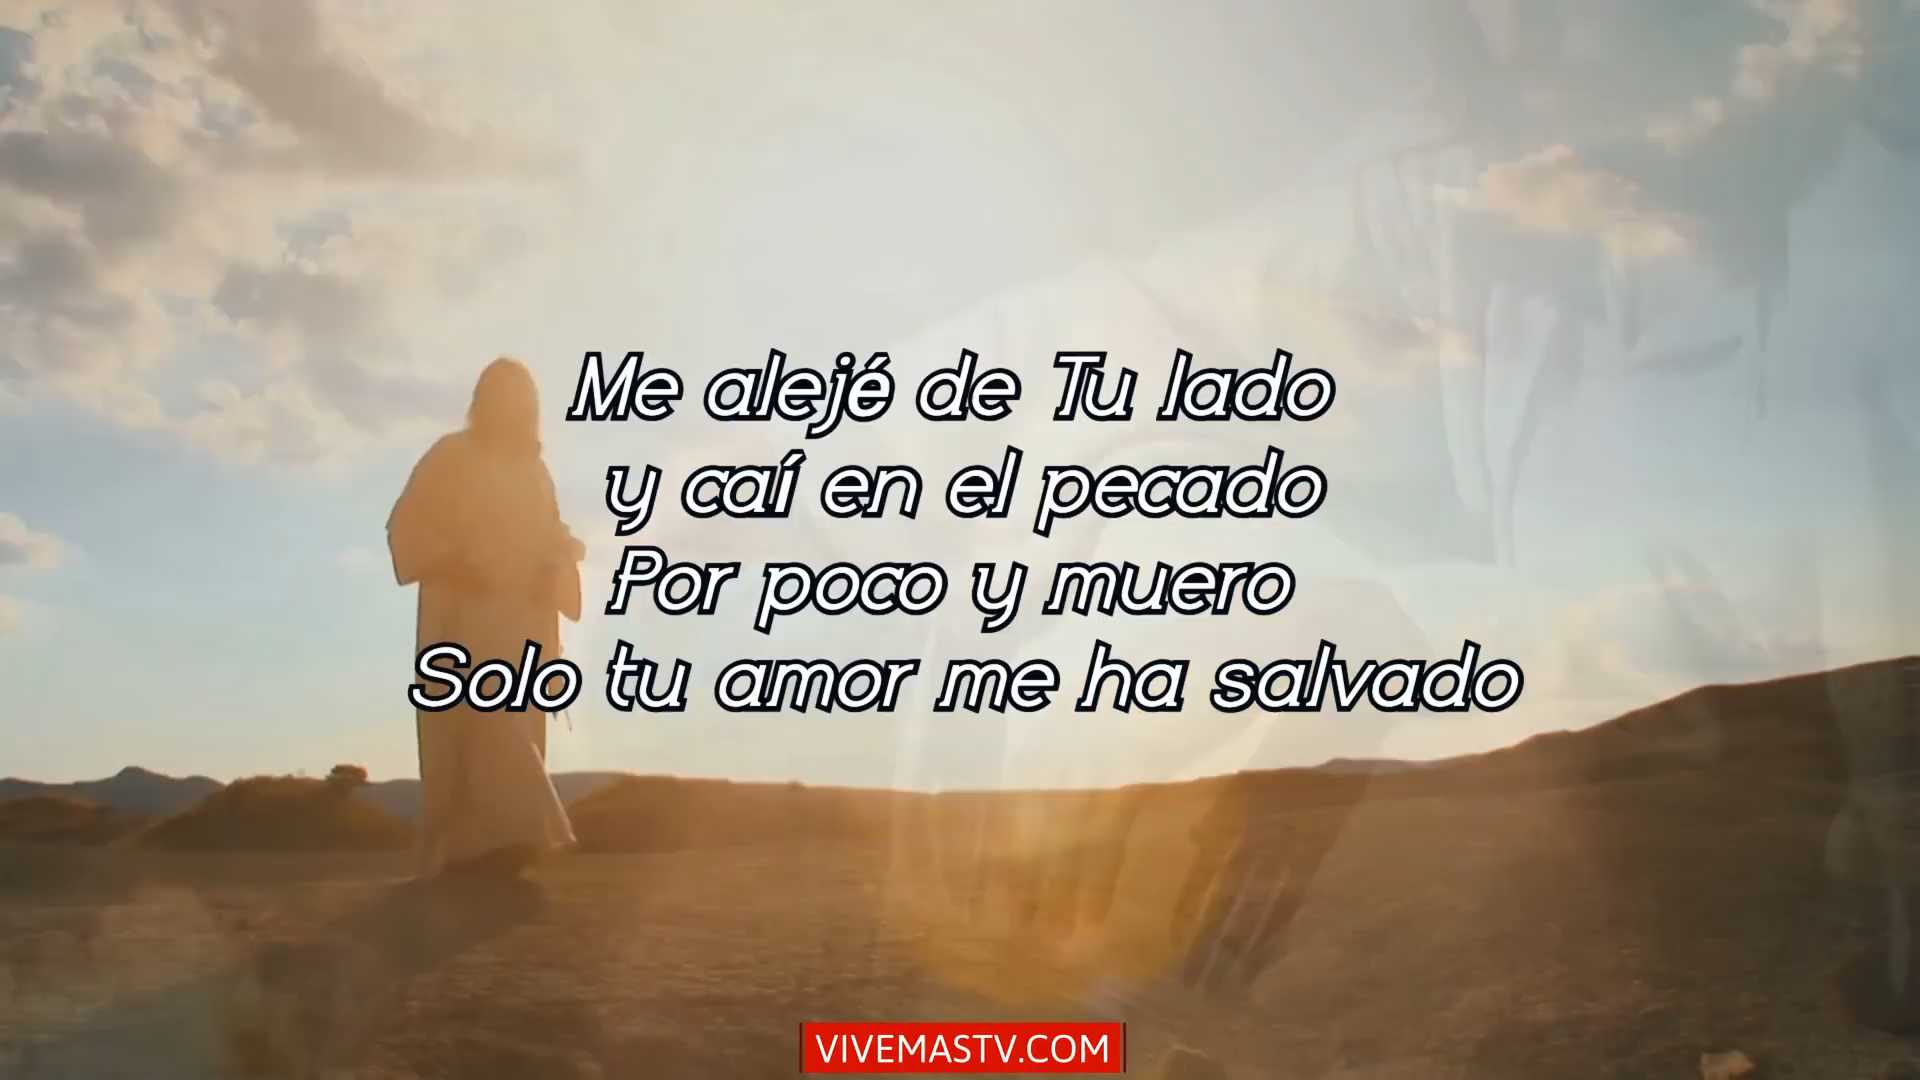 Me alejé de Tu lado
y caí en el pecado
Por poco y muero
Solo tu amor me ha salvado
VIVEMASTV.COM